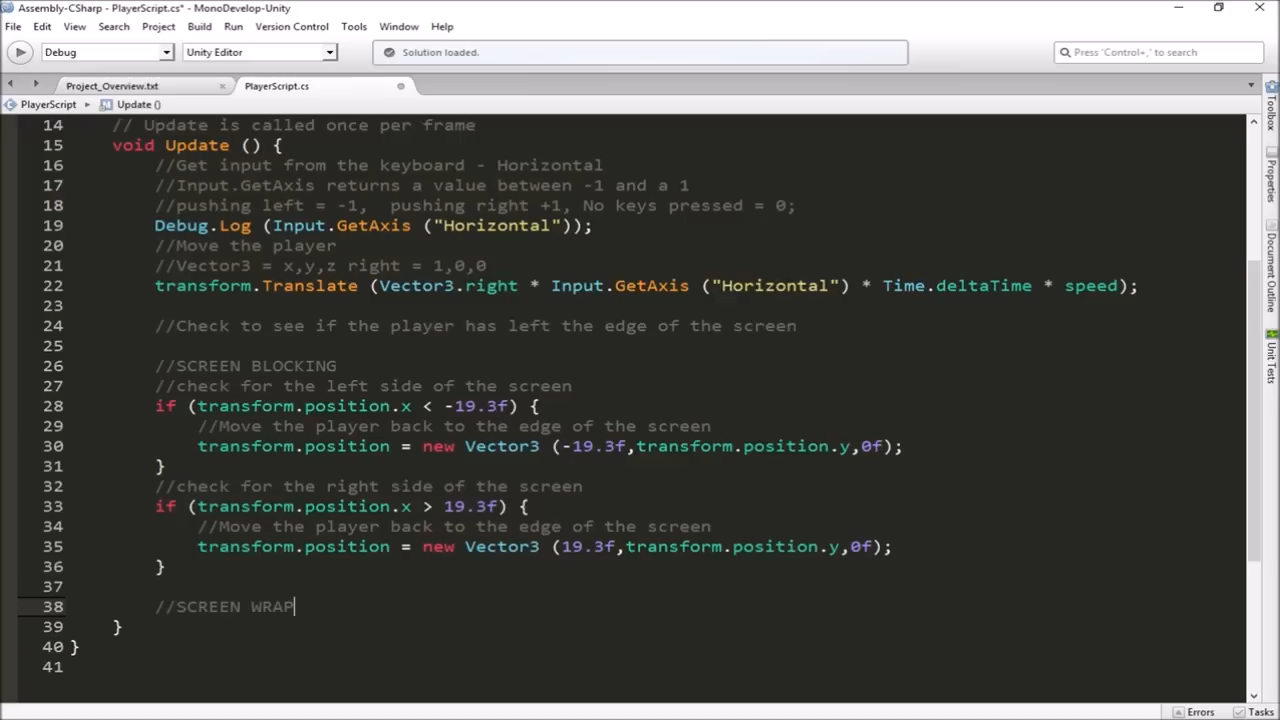 Assembly-CSharp - PlayerScript.cs* - MonoDevelop-Unity
File Edit View Search Project Build Run Version Control Tools Window Help
Debug Unity Editor Solution loaded. Press 'Control+,' to search
Project_Overview.txt PlayerScript.cs
PlayerScript Update ()
14 // Update is called once per frame
15 void Update () {
16 //Get input from the keyboard - Horizontal
17 //Input.GetAxis returns a value between -1 and a 1
18 //pushing left = -1,  pushing right +1, No keys pressed = 0;
19 Debug.Log (Input.GetAxis ("Horizontal"));
20 //Move the player
21 //Vector3 = x,y,z right = 1,0,0
22 transform.Translate (Vector3.right * Input.GetAxis ("Horizontal") * Time.deltaTime * speed);
23
24 //Check to see if the player has left the edge of the screen
25
26 //SCREEN BLOCKING
27 //check for the left side of the screen
28 if (transform.position.x < -19.3f) {
29 //Move the player back to the edge of the screen
30 transform.position = new Vector3 (-19.3f,transform.position.y,0f);
31 }
32 //check for the right side of the screen
33 if (transform.position.x > 19.3f) {
34 //Move the player back to the edge of the screen
35 transform.position = new Vector3 (19.3f,transform.position.y,0f);
36 }
37
38 //SCREEN WRAP
39 }
40 }
41
Toolbox
Properties
Document Outline
Unit Tests
Errors Tasks